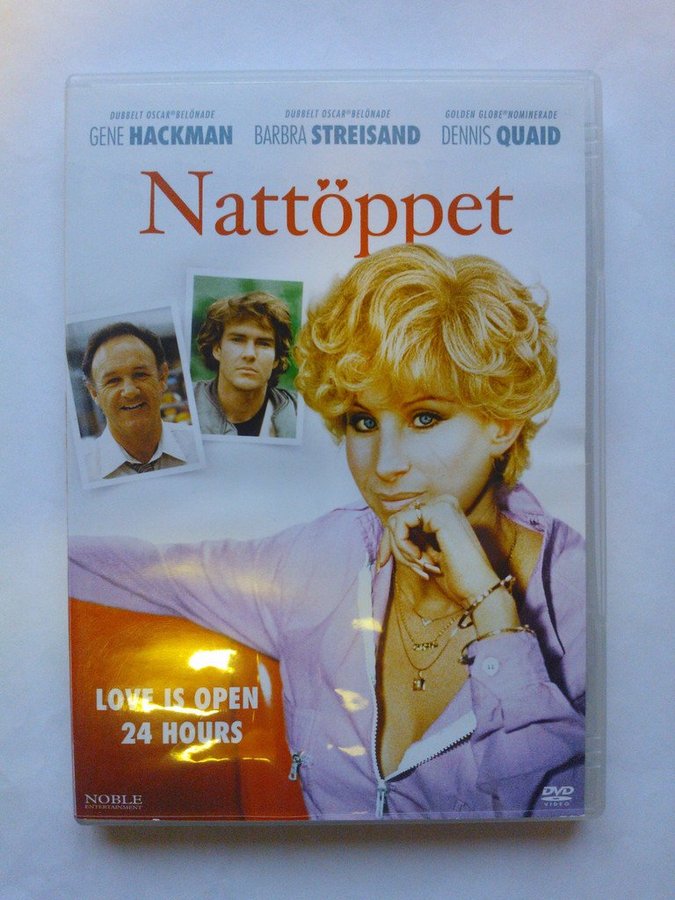 DUBBELT OSCAR®BELÖNADE
GENE HACKMAN
DUBBELT OSCAR®BELÖNADE
BARBRA STREISAND
GOLDEN GLOBE®NOMINERADE
DENNIS QUAID
Nattöppet
LOVE IS OPEN
24 HOURS
NOBLE
ENTERTAINMENT
DVD
VIDEO